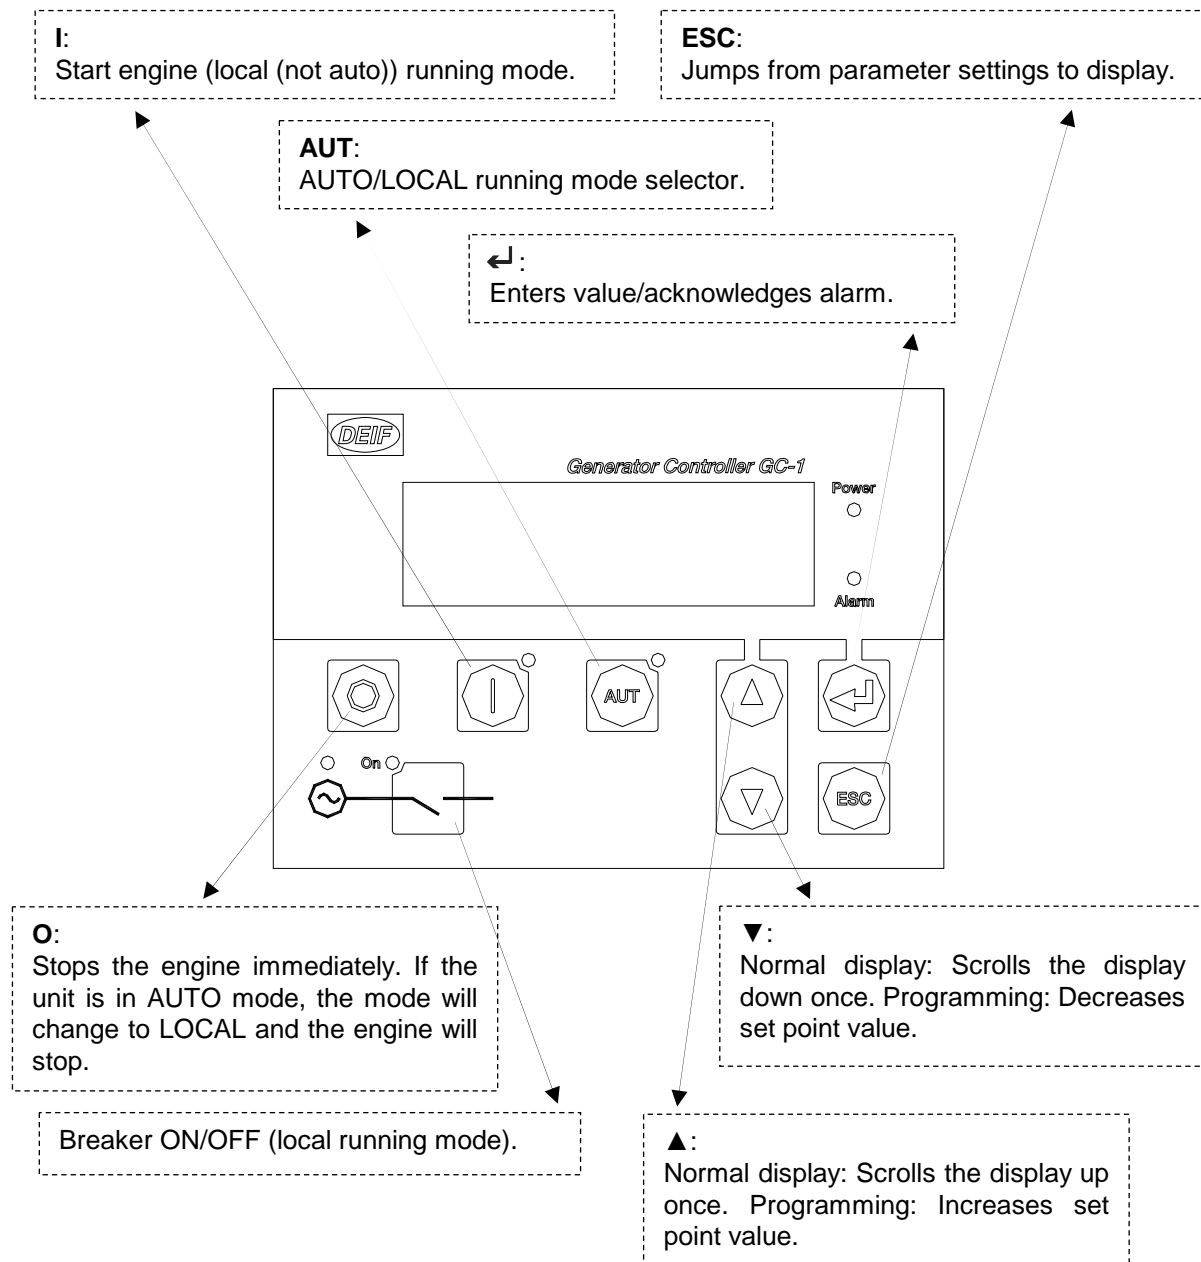 I:
Start engine (local (not auto)) running mode.
ESC:
Jumps from parameter settings to display.
AUT:
AUTO/LOCAL running mode selector.
↵:
Enters value/acknowledges alarm.
DEIF
Generator Controller GC-1
Power
Alarm
AUT
On
ESC
O:
Stops the engine immediately. If the
unit is in AUTO mode, the mode will
change to LOCAL and the engine will
stop.
▼:
Normal display: Scrolls the display
down once. Programming: Decreases
set point value.
Breaker ON/OFF (local running mode).
▲:
Normal display: Scrolls the display up
once. Programming: Increases set
point value.